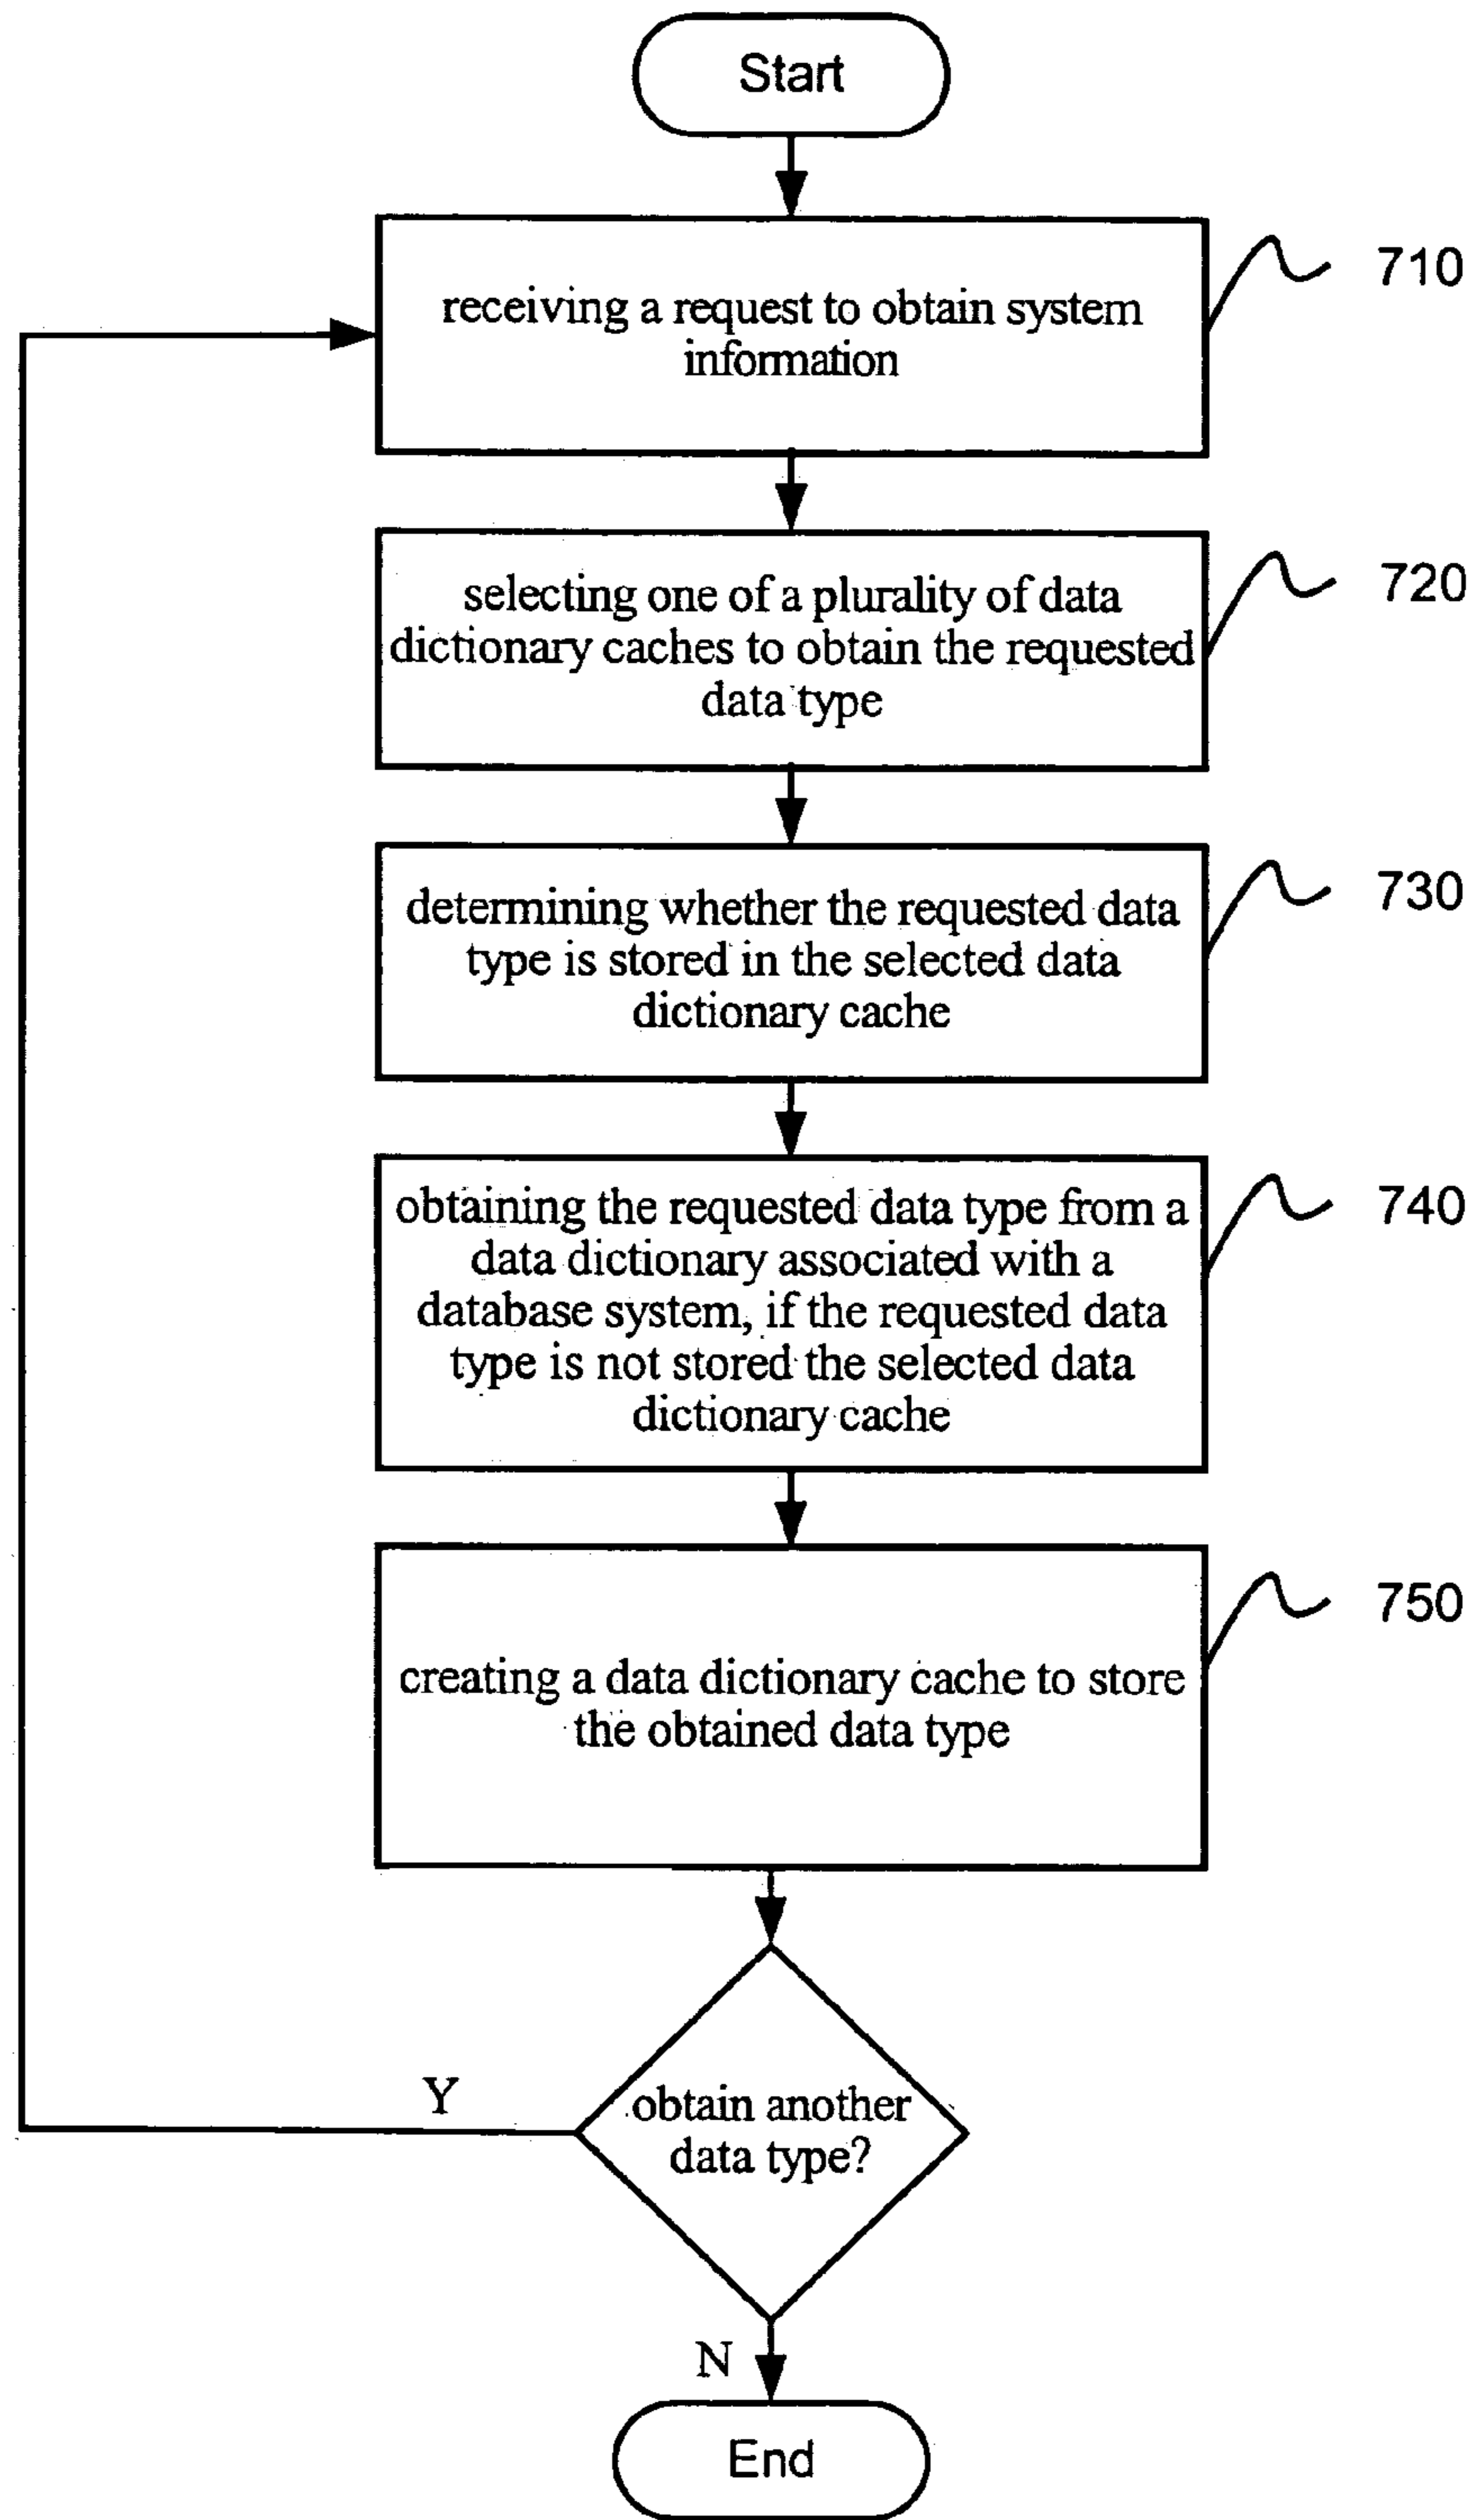 Start
receiving a request to obtain system
information
710
selecting one of a plurality of data
dictionary caches to obtain the requested
data type
720
determining whether the requested data
type is stored in the selected data
dictionary cache
730
obtaining the requested data type from a
data dictionary associated with a
database system, if the requested data
type is not stored the selected data
dictionary cache
740
creating a data dictionary cache to store
the obtained data type
750
obtain another
data type?
Y
N
End